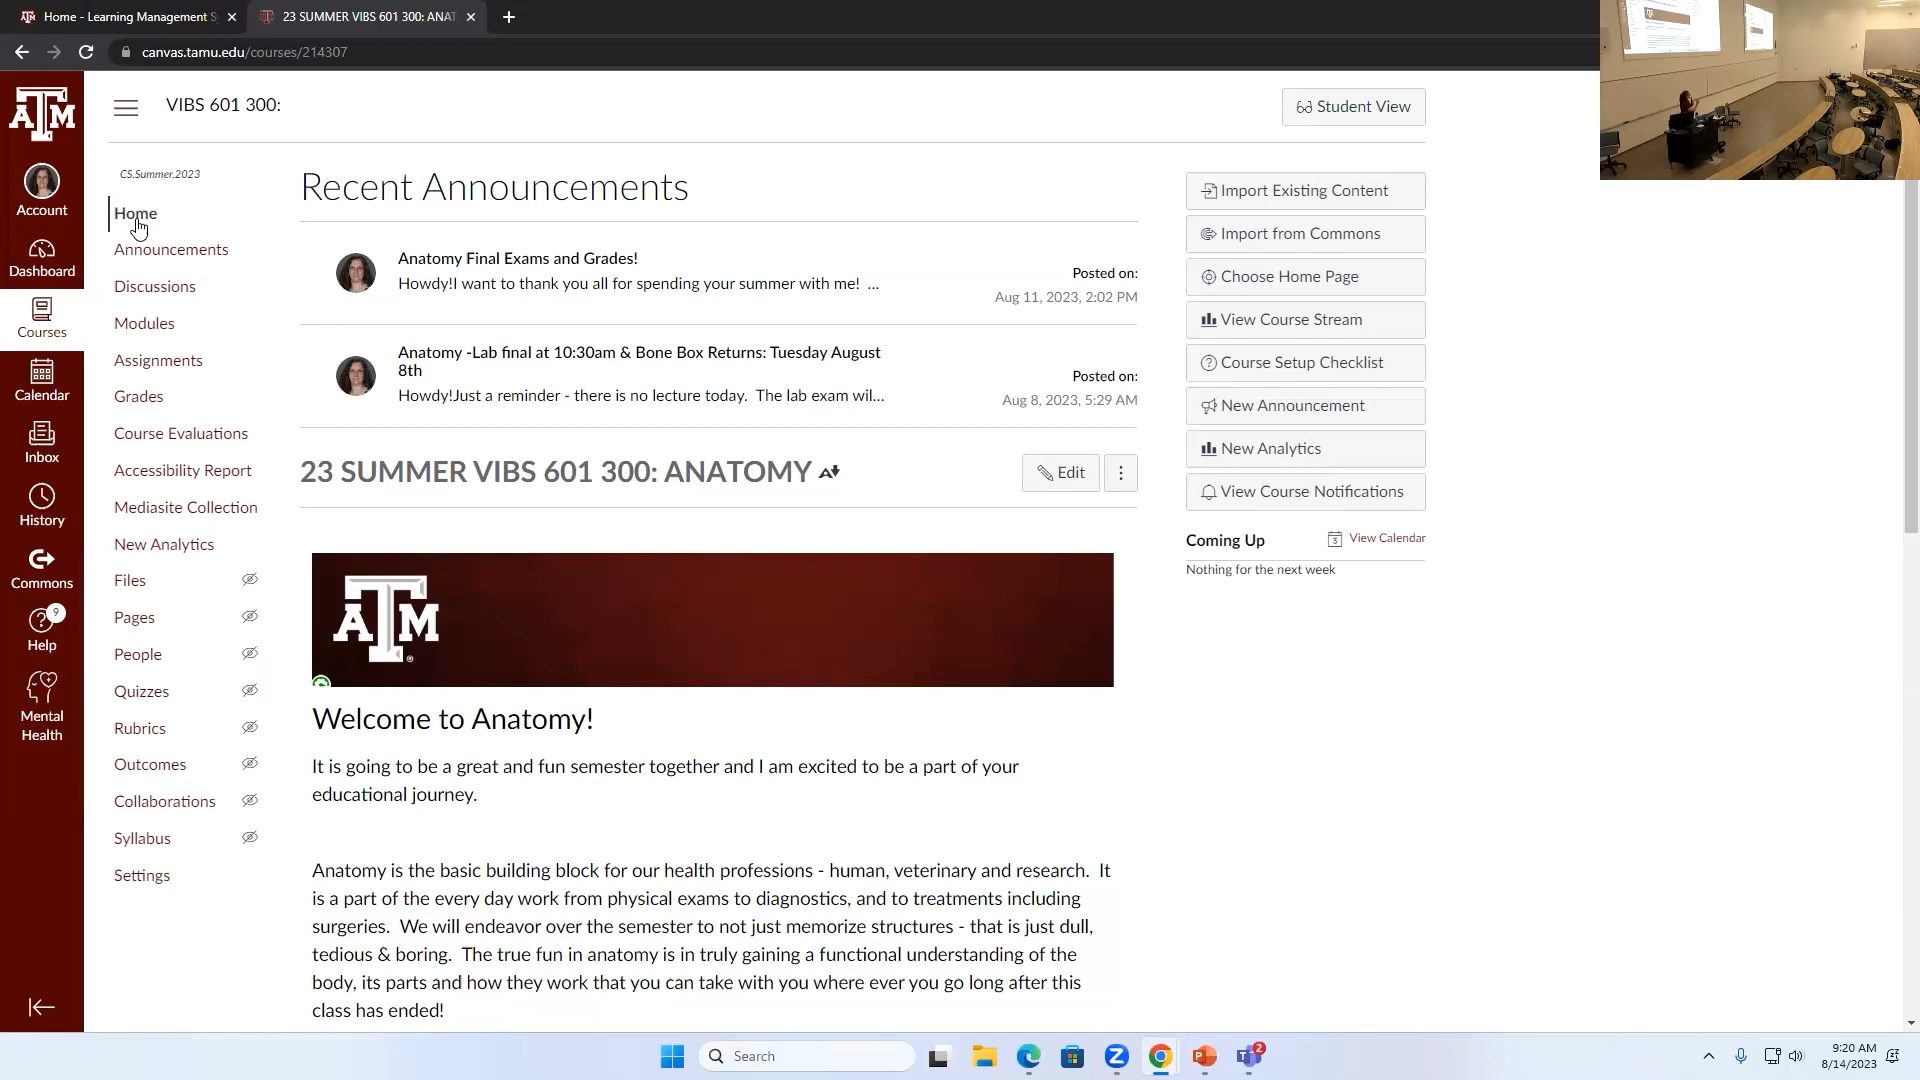 Home - Learning Management S
23 SUMMER VIBS 601 300: ANAT
canvas.tamu.edu/courses/214307
VIBS 601 300:
Student View
Account
Dashboard
Courses
Calendar
Inbox
History
Commons
9
Help
Mental
Health
CS.Summer.2023
Home
Announcements
Discussions
Modules
Assignments
Grades
Course Evaluations
Accessibility Report
Mediasite Collection
New Analytics
Files
Pages
People
Quizzes
Rubrics
Outcomes
Collaborations
Syllabus
Settings
Recent Announcements
Anatomy Final Exams and Grades!
Howdy!I want to thank you all for spending your summer with me! ...
Posted on:
Aug 11, 2023, 2:02 PM
Anatomy -Lab final at 10:30am & Bone Box Returns: Tuesday August
8th
Howdy!Just a reminder - there is no lecture today. The lab exam wil...
Posted on:
Aug 8, 2023, 5:29 AM
23 SUMMER VIBS 601 300: ANATOMY
Edit
ATM
Welcome to Anatomy!
It is going to be a great and fun semester together and I am excited to be a part of your
educational journey.
Anatomy is the basic building block for our health professions - human, veterinary and research. It
is a part of the every day work from physical exams to diagnostics, and to treatments including
surgeries. We will endeavor over the semester to not just memorize structures - that is just dull,
tedious & boring. The true fun in anatomy is in truly gaining a functional understanding of the
body, its parts and how they work that you can take with you where ever you go long after this
class has ended!
Import Existing Content
Import from Commons
Choose Home Page
View Course Stream
Course Setup Checklist
New Announcement
New Analytics
View Course Notifications
Coming Up
3
View Calendar
Nothing for the next week
Search
2
9:20 AM
8/14/2023